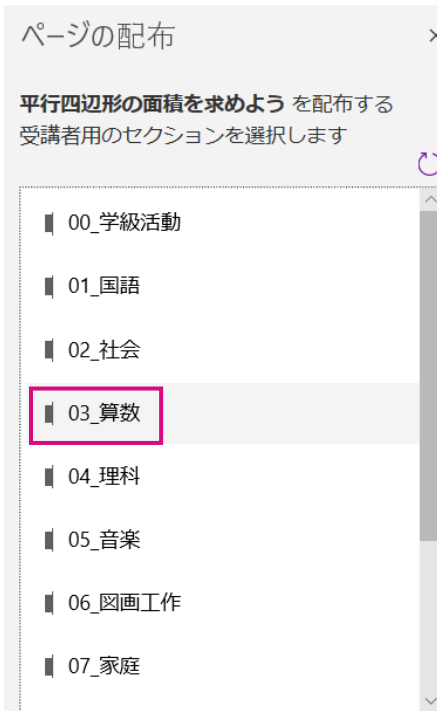 ページの配布
平行四辺形の面積を求めよう を配布する
受講者用のセクションを選択します
00_学級活動
01_国語
02_社会
03_算数
04_理科
05_音楽
06_図画工作
07_家庭